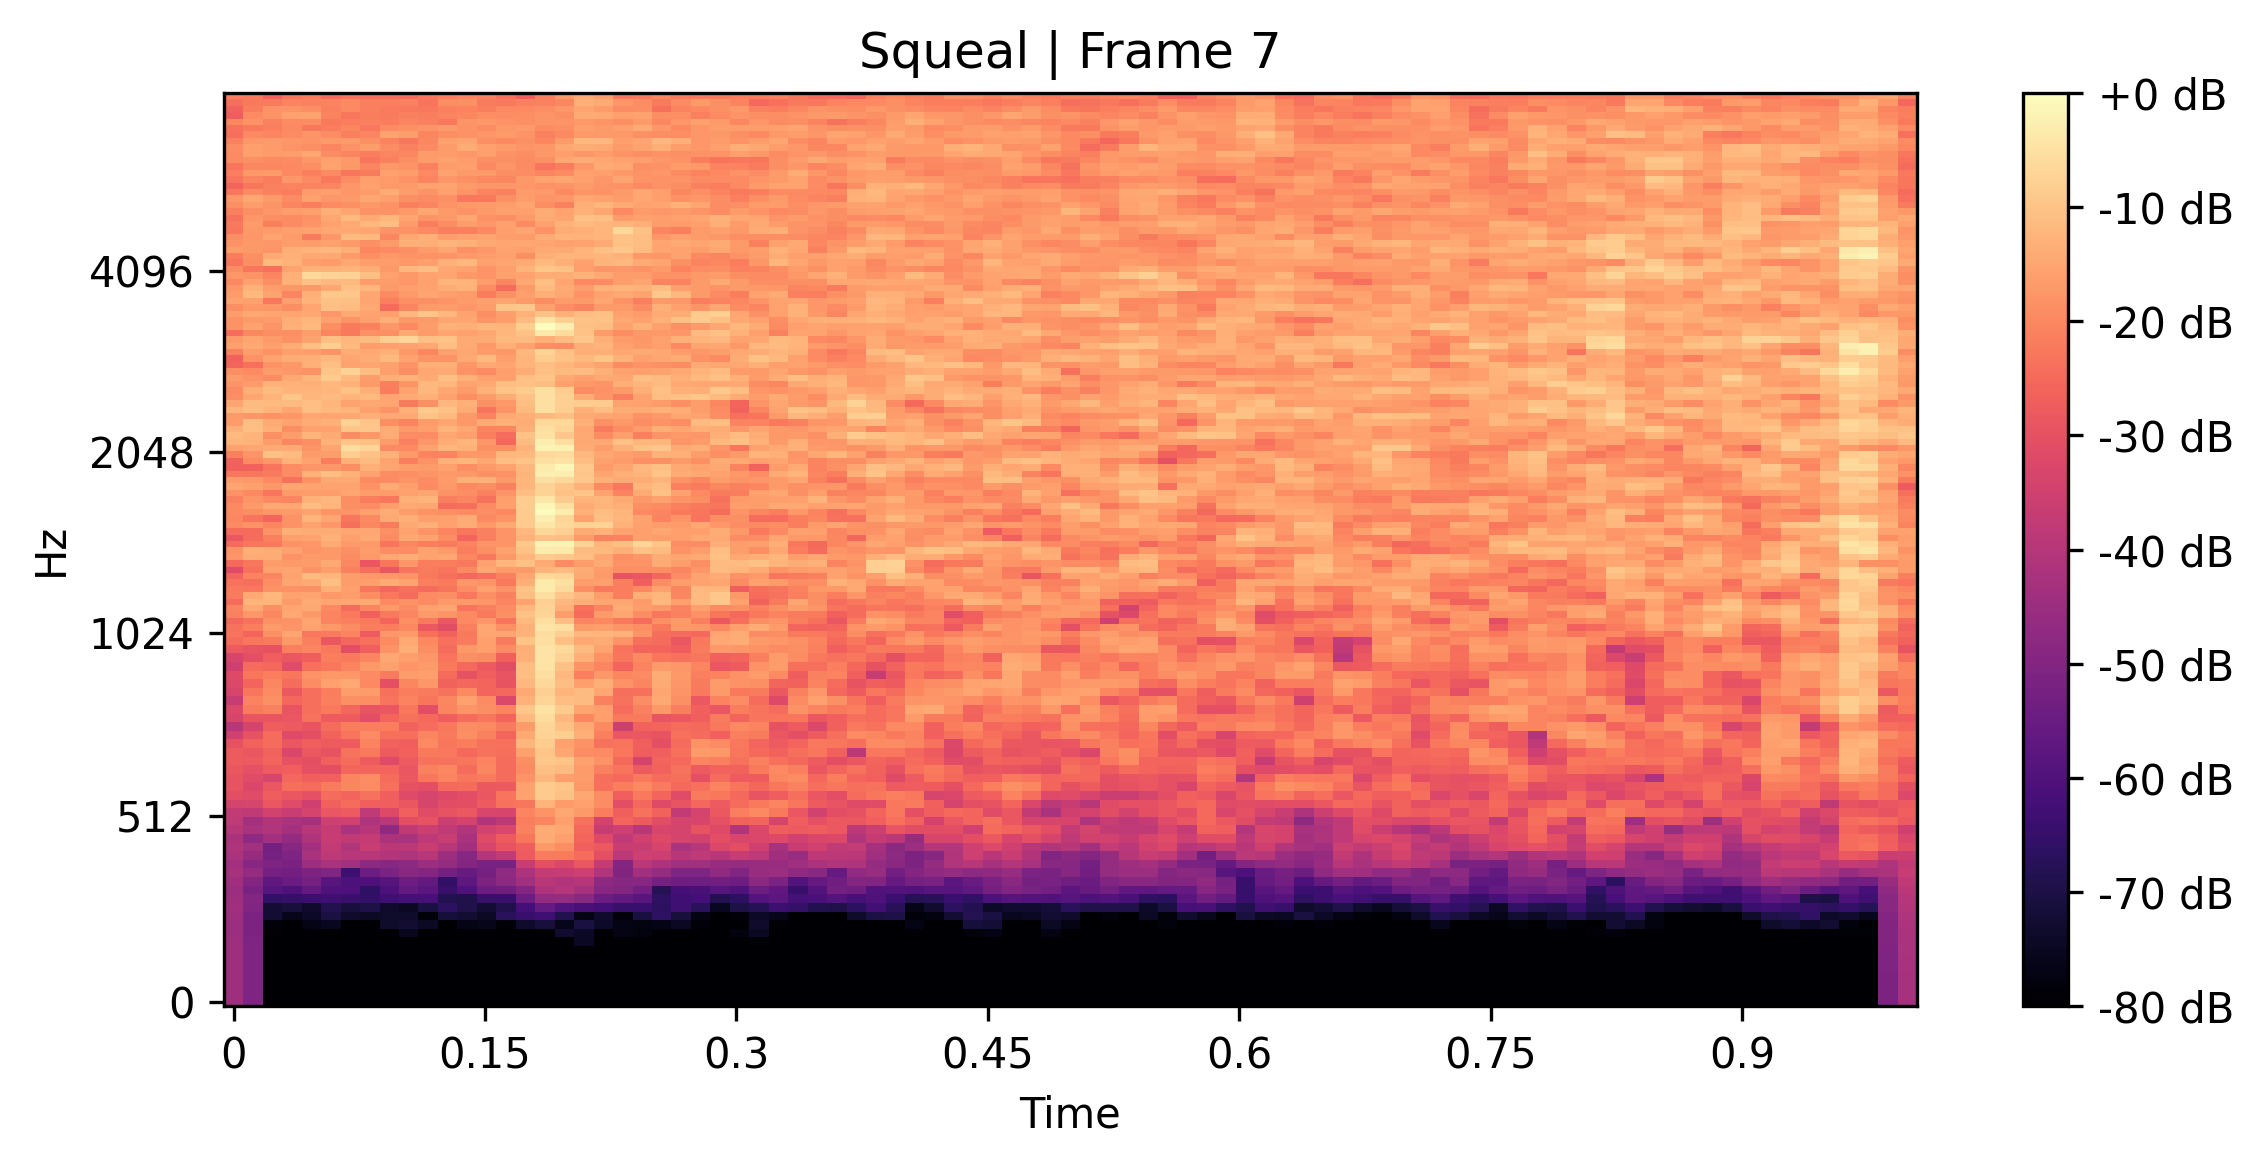 Squeal | Frame 7
+0 dB
-10 dB
-20 dB
-30 dB
-40 dB
-50 dB
-60 dB
-70 dB
-80 dB
Hz
4096
2048
1024
512
0
0 0.15 0.3 0.45 0.6 0.75 0.9
Time